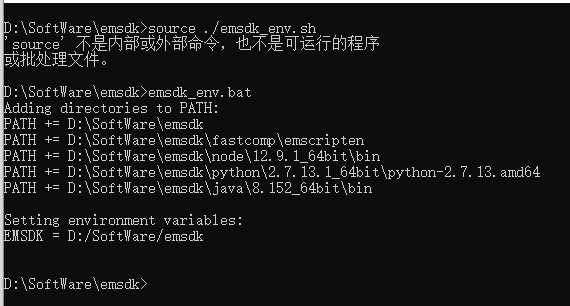 D:\SoftWare\emsdk>source ./emsdk_env.sh
'source' 不是内部或外部命令，也不是可运行的程序
或批处理文件。
D:\SoftWare\emsdk>emsdk_env.bat
Adding directories to PATH:
PATH += D:\SoftWare\emsdk
PATH += D:\SoftWare\emsdk\fastcomp\emscripten
PATH += D:\SoftWare\emsdk\node\12.9.1_64bit\bin
PATH += D:\SoftWare\emsdk\python\2.7.13.1_64bit\python-2.7.13.amd64
PATH += D:\SoftWare\emsdk\java\8.152_64bit\bin
Setting environment variables:
EMSDK = D:/SoftWare/emsdk
D:\SoftWare\emsdk>